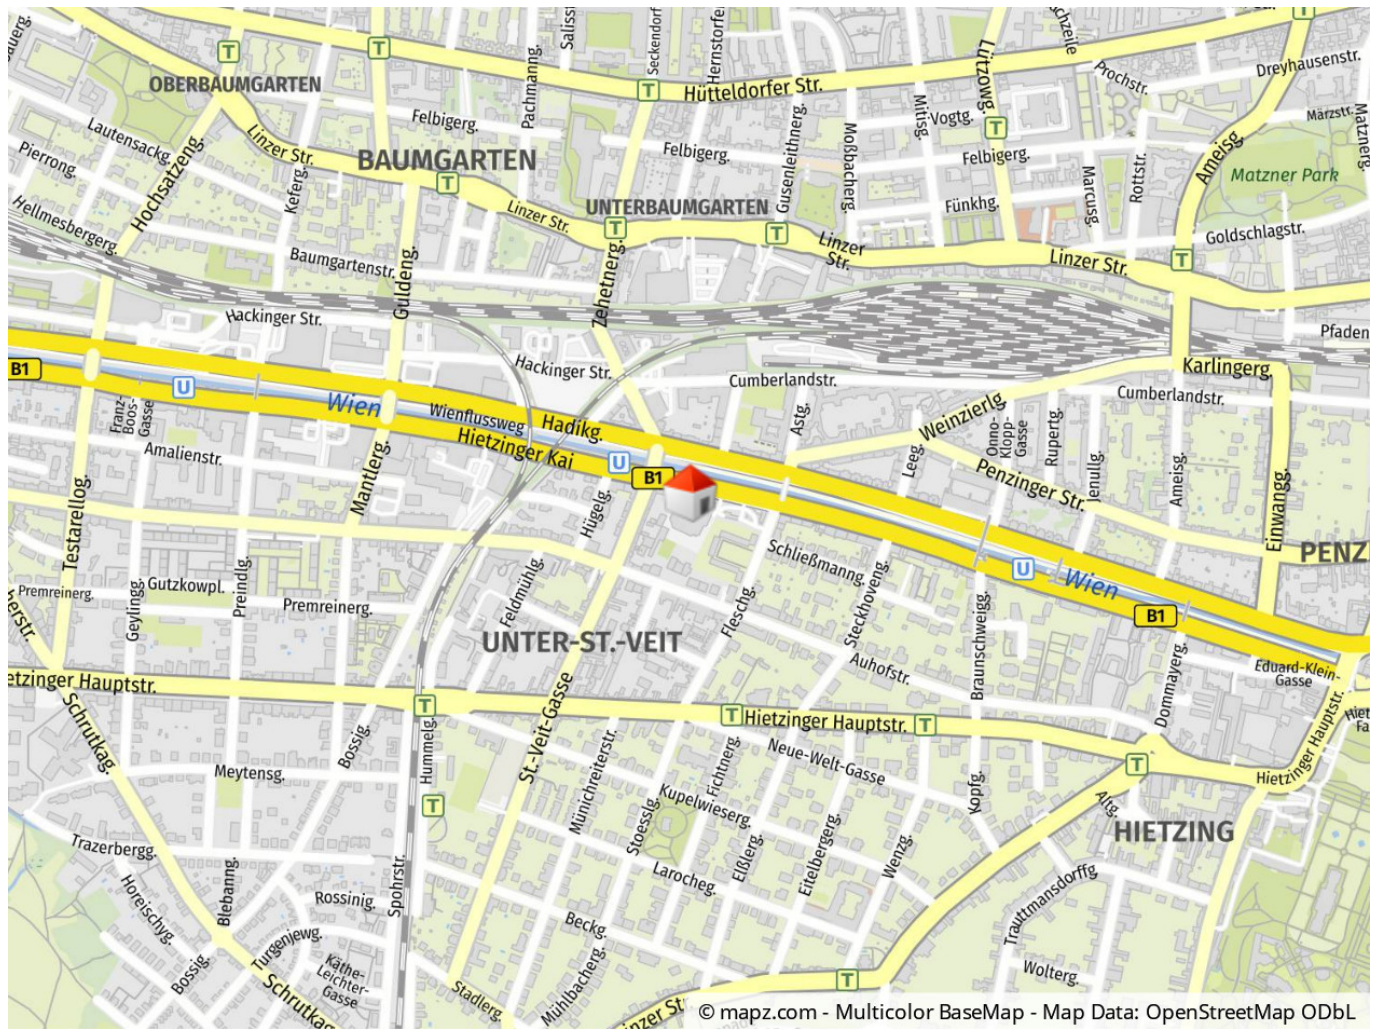 Salissi
Pachmanng.
Seckendorf
Hernstorfer
Lützowg.
Prochstr.
Dreyhausenstr.
T
T
T
T
T
OBERBAUMGARTEN
Hütteldorfer Str.
Märzstr.
Matznerg.
Mitisg.
Vogtg.
Felbigerg.
Gusenleithnerg.
Moßbacherg.
Lautensackg.
Linzer Str.
Felbigerg.
Felbigerg.
Ameisg.
Pierrong.
Hochsatzeng.
BAUMGARTEN
Marcusg.
Rottstr.
Matzner Park
Keferg.
T
Hellmesbergerg.
Linzer Str.
UNTERBAUMGARTEN
Fünkhg.
T
T
Linzer
Str.
Linzer Str.
Goldschlagstr.
T
Baumgartenstr.
Guldeng.
Zehetnerg.
Hackinger Str.
Pfaden
B1
Hackinger Str.
Cumberlandstr.
Karlingerg.
Cumberlandstr.
U
Wien
Franz-
Boos-
Gasse
Wienflussweg
Hadikg.
Hietzinger Kai
Astg.
Weinzierlg.
Onno-
Klopp-
Gasse
Rupertg.
Amalienstr.
U
B1
Leeg.
Penzinger Str.
Jenullg.
Ameisg.
Mantlerg.
Testarellog.
Hügelg.
Einwangg.
PENZ
Schließmanng.
U
Wien
B1
Gutzkowpl.
Premreinerg.
Geylingg.
Preindlg.
Premreinerg.
Feldmühlg.
Fleschg.
Steckhoveng.
Braunschweigg.
UNTER-ST.-VEIT
Auhofstr.
Dommayerg.
Eduard-Klein-
Gasse
etzinger Hauptstr.
T
T
Hietzinger Hauptstr.
T
Hietzinger Hauptstr.
Schrutkag.
Bossig.
Hummelg.
St.-Veit-Gasse
Neue-Welt-Gasse
T
Meytensg.
Münichreiterstr.
Fichtnerg.
Kupelwieserg.
Kopfg.
Altg.
T
HIETZING
Stoesslg.
Elßlerg.
Eitelbergerg.
Wenzg.
Trazerbergg.
Larocheg.
Trauttmansdorffg.
Horeischyg.
Blebanng.
Rossinig.
Spohrstr.
Beckg.
Turgenjewg.
Käthe-
Leichter-
Gasse
Bossig.
Mühlbacherg.
Wolterg.
T
Schrutkag.
Stadlerg.
inzer Str.
© mapz.com - Multicolor BaseMap - Map Data: OpenStreetMap ODbL